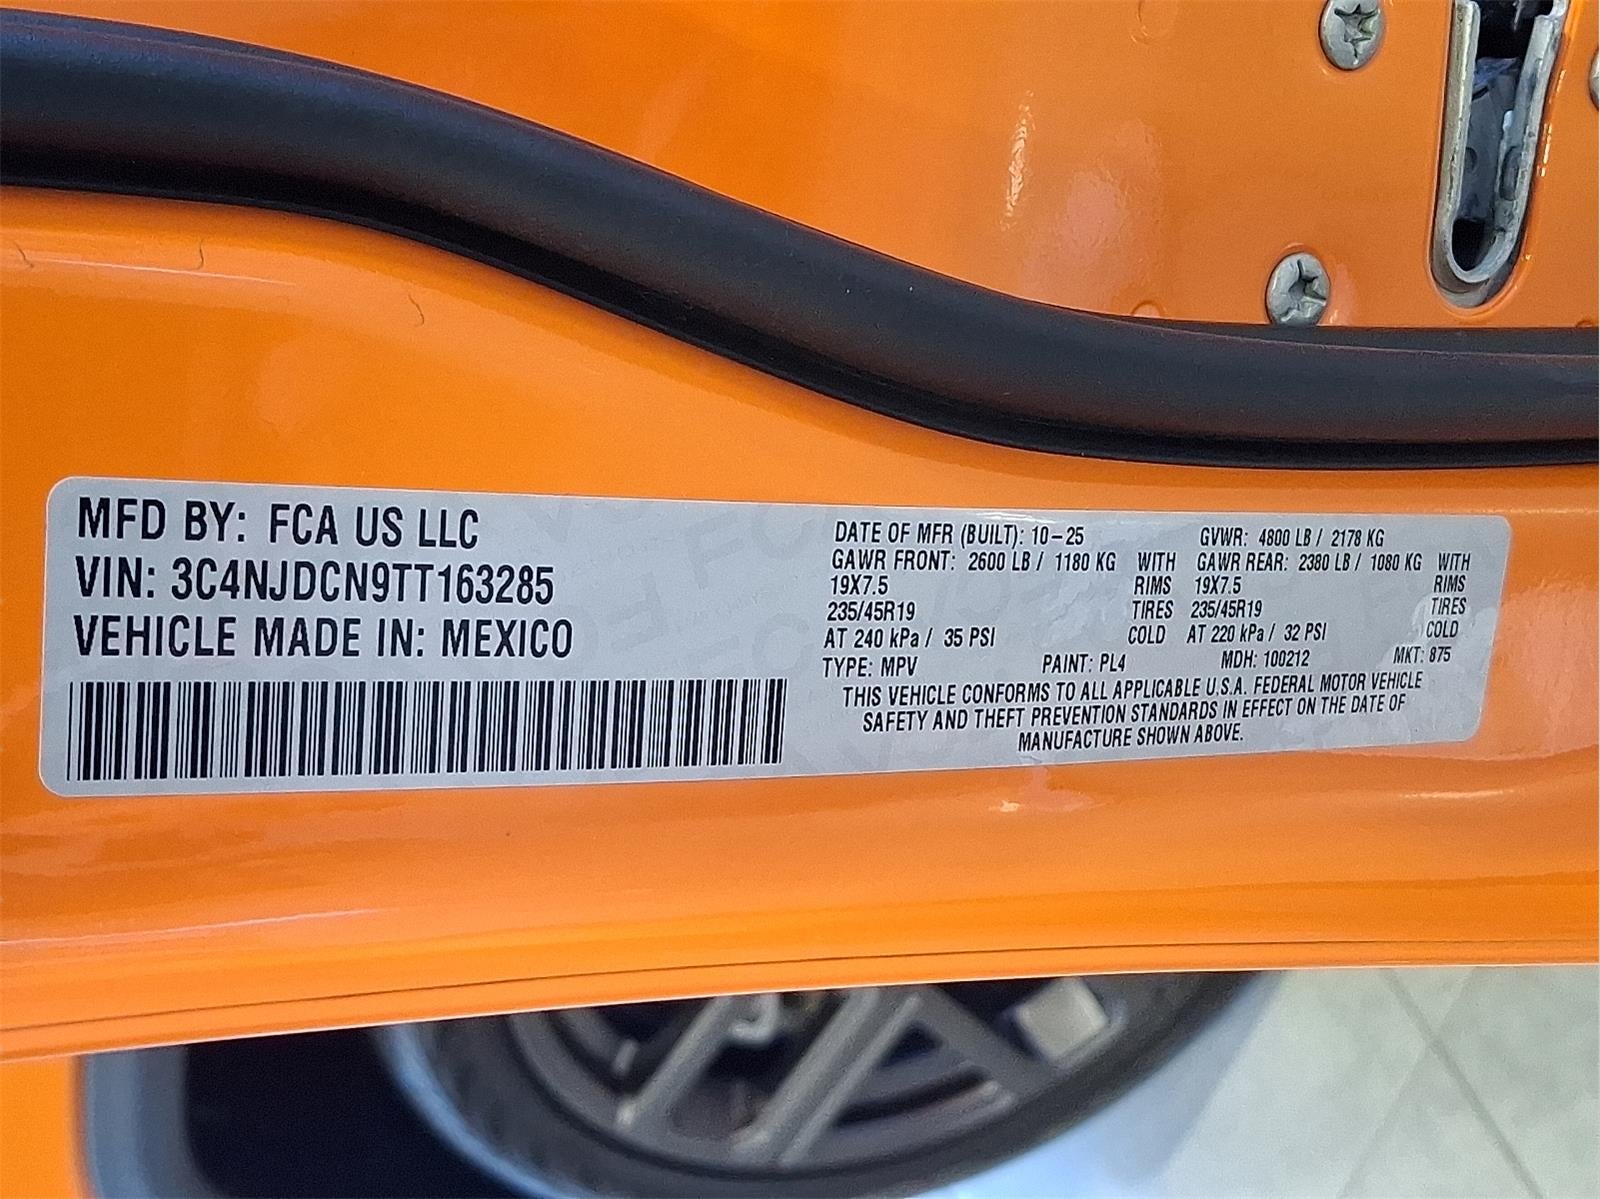 MFD BY: FCA US LLC
VIN: 3C4NJDCN9TT163285
VEHICLE MADE IN: MEXICO
DATE OF MFR (BUILT): 10-25 GVWR: 4800 LB / 2178 KG
GAWR FRONT: 2600 LB / 1180 KG WITH GAWR REAR: 2380 LB / 1080 KG WITH
19X7.5 RIMS 19X7.5 RIMS
235/45R19 TIRES 235/45R19 TIRES
AT 240 kPa / 35 PSI COLD AT 220 kPa / 32 PSI COLD
TYPE: MPV PAINT: PL4 MDH: 100212 MKT: 875
THIS VEHICLE CONFORMS TO ALL APPLICABLE U.S.A. FEDERAL MOTOR VEHICLE
SAFETY AND THEFT PREVENTION STANDARDS IN EFFECT ON THE DATE OF
MANUFACTURE SHOWN ABOVE.